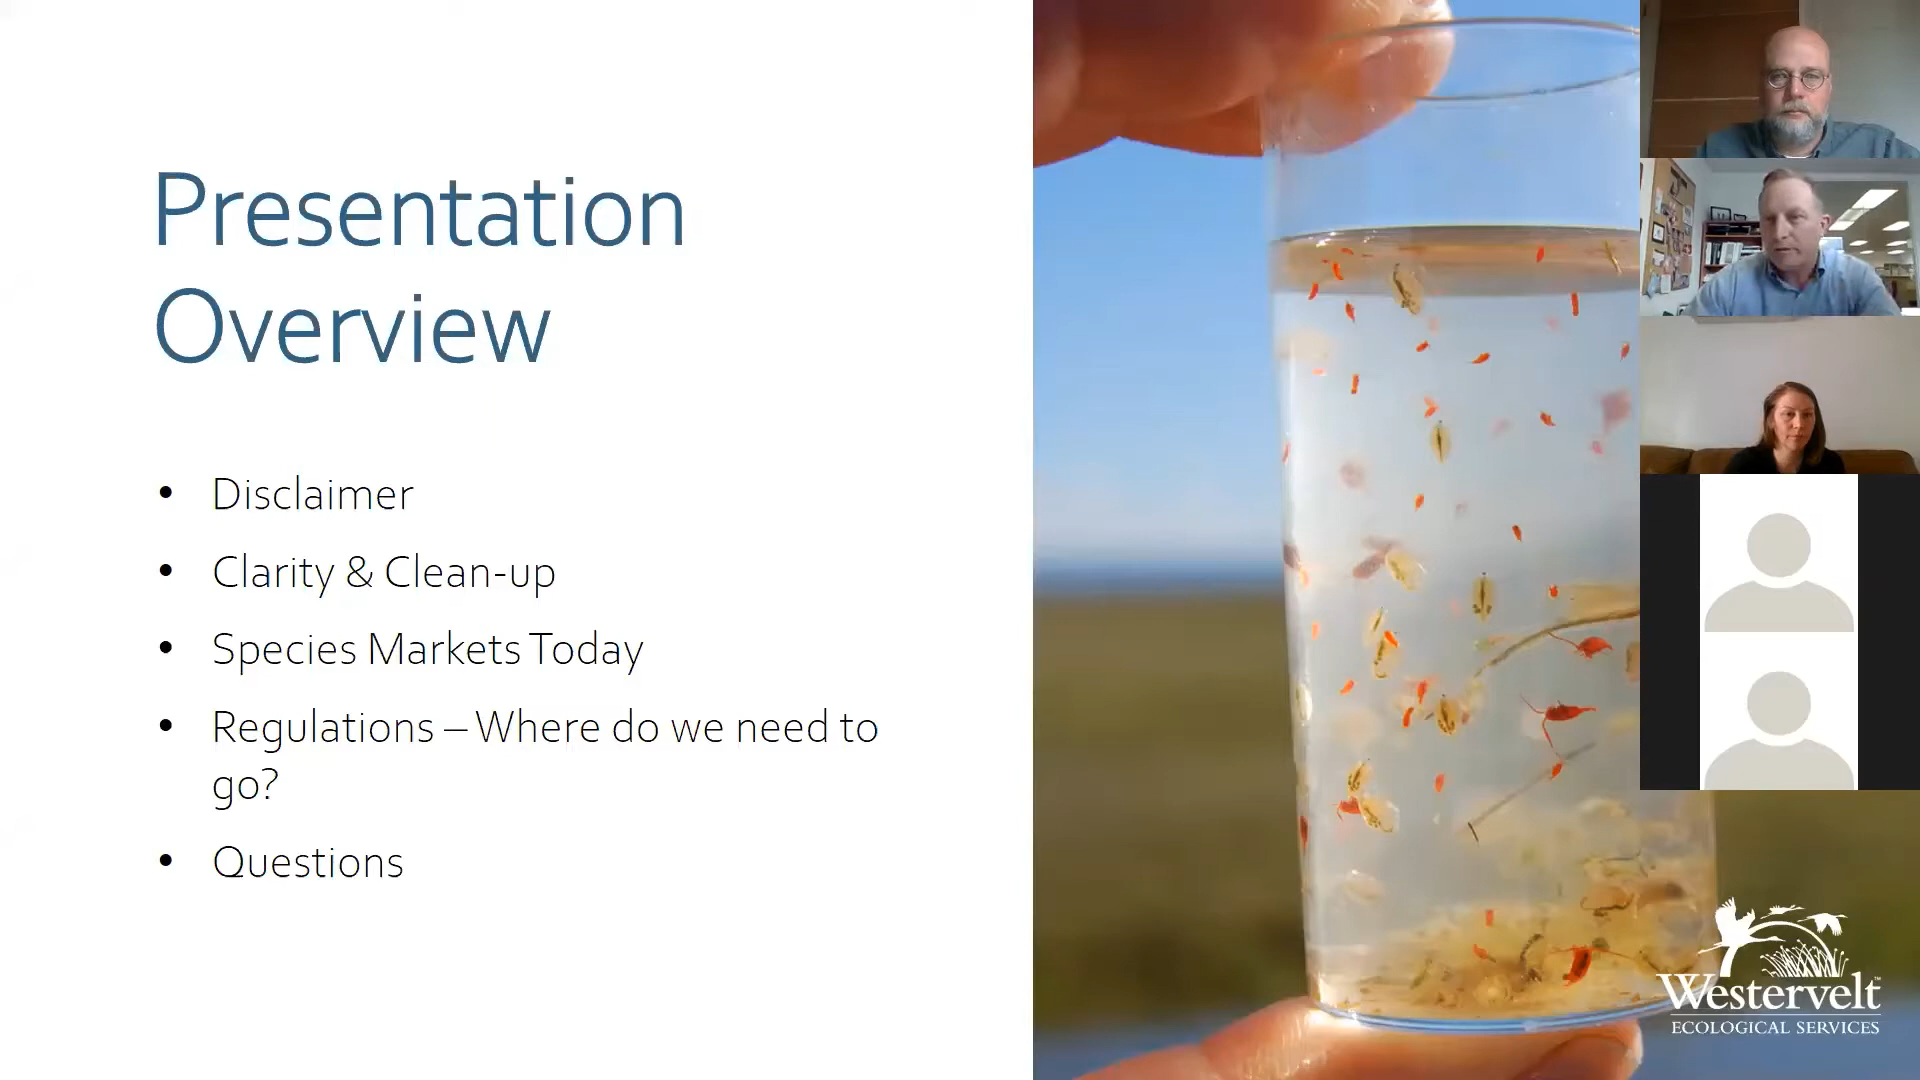 Presentation
Overview
• Disclaimer
• Clarity & Clean-up
• Species Markets Today
• Regulations – Where do we need to
go?
• Questions
Westervelt™
ECOLOGICAL SERVICES